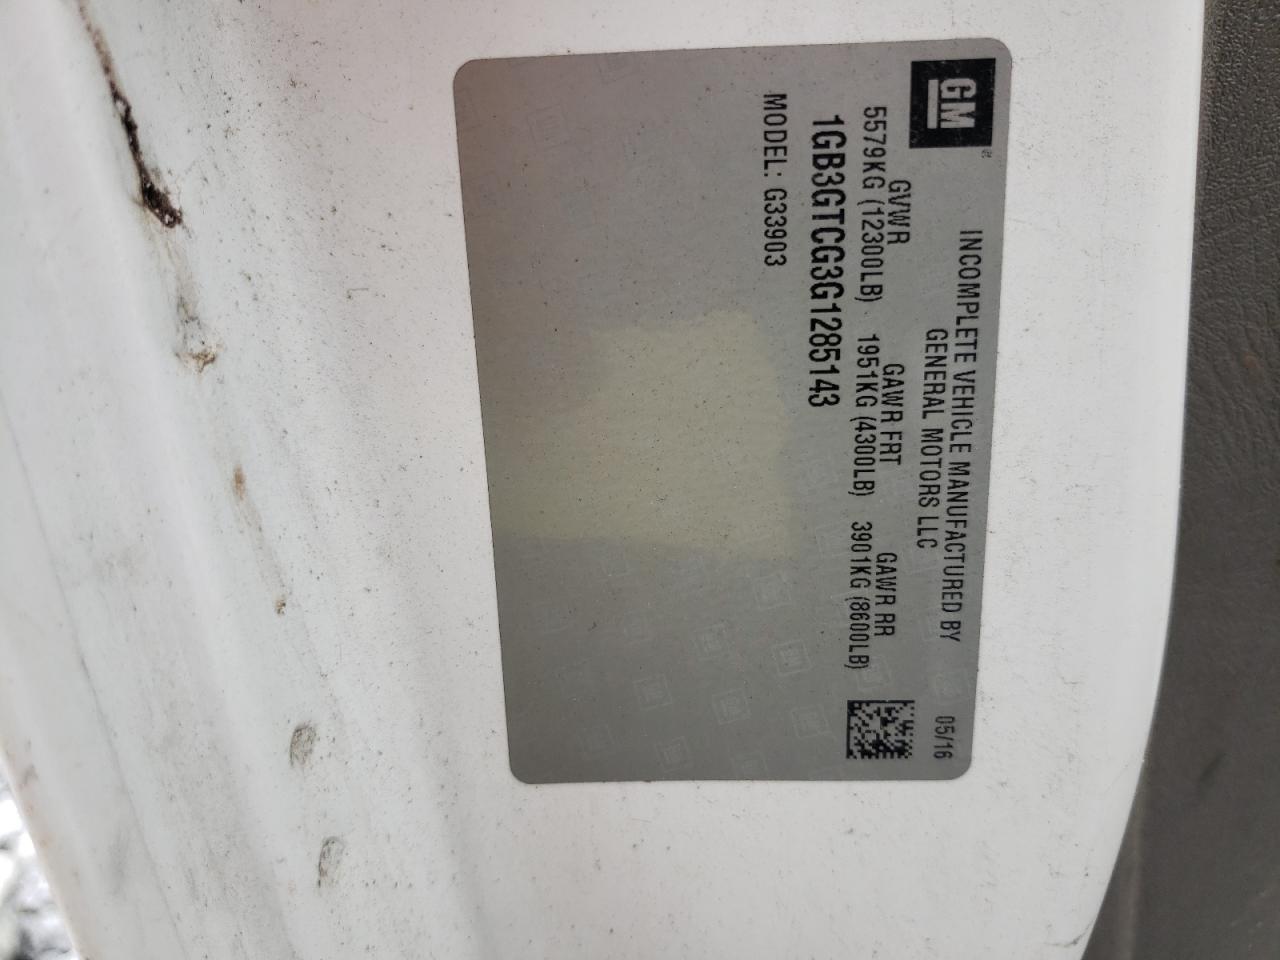 GM
INCOMPLETE VEHICLE MANUFACTURED BY
GENERAL MOTORS LLC
05/16
GVWR GAWR FRT GAWR RR
5579KG (12300LB) 1951KG (4300LB) 3901KG (8600LB)
1GB3GTCG3G1285143
MODEL: G33903